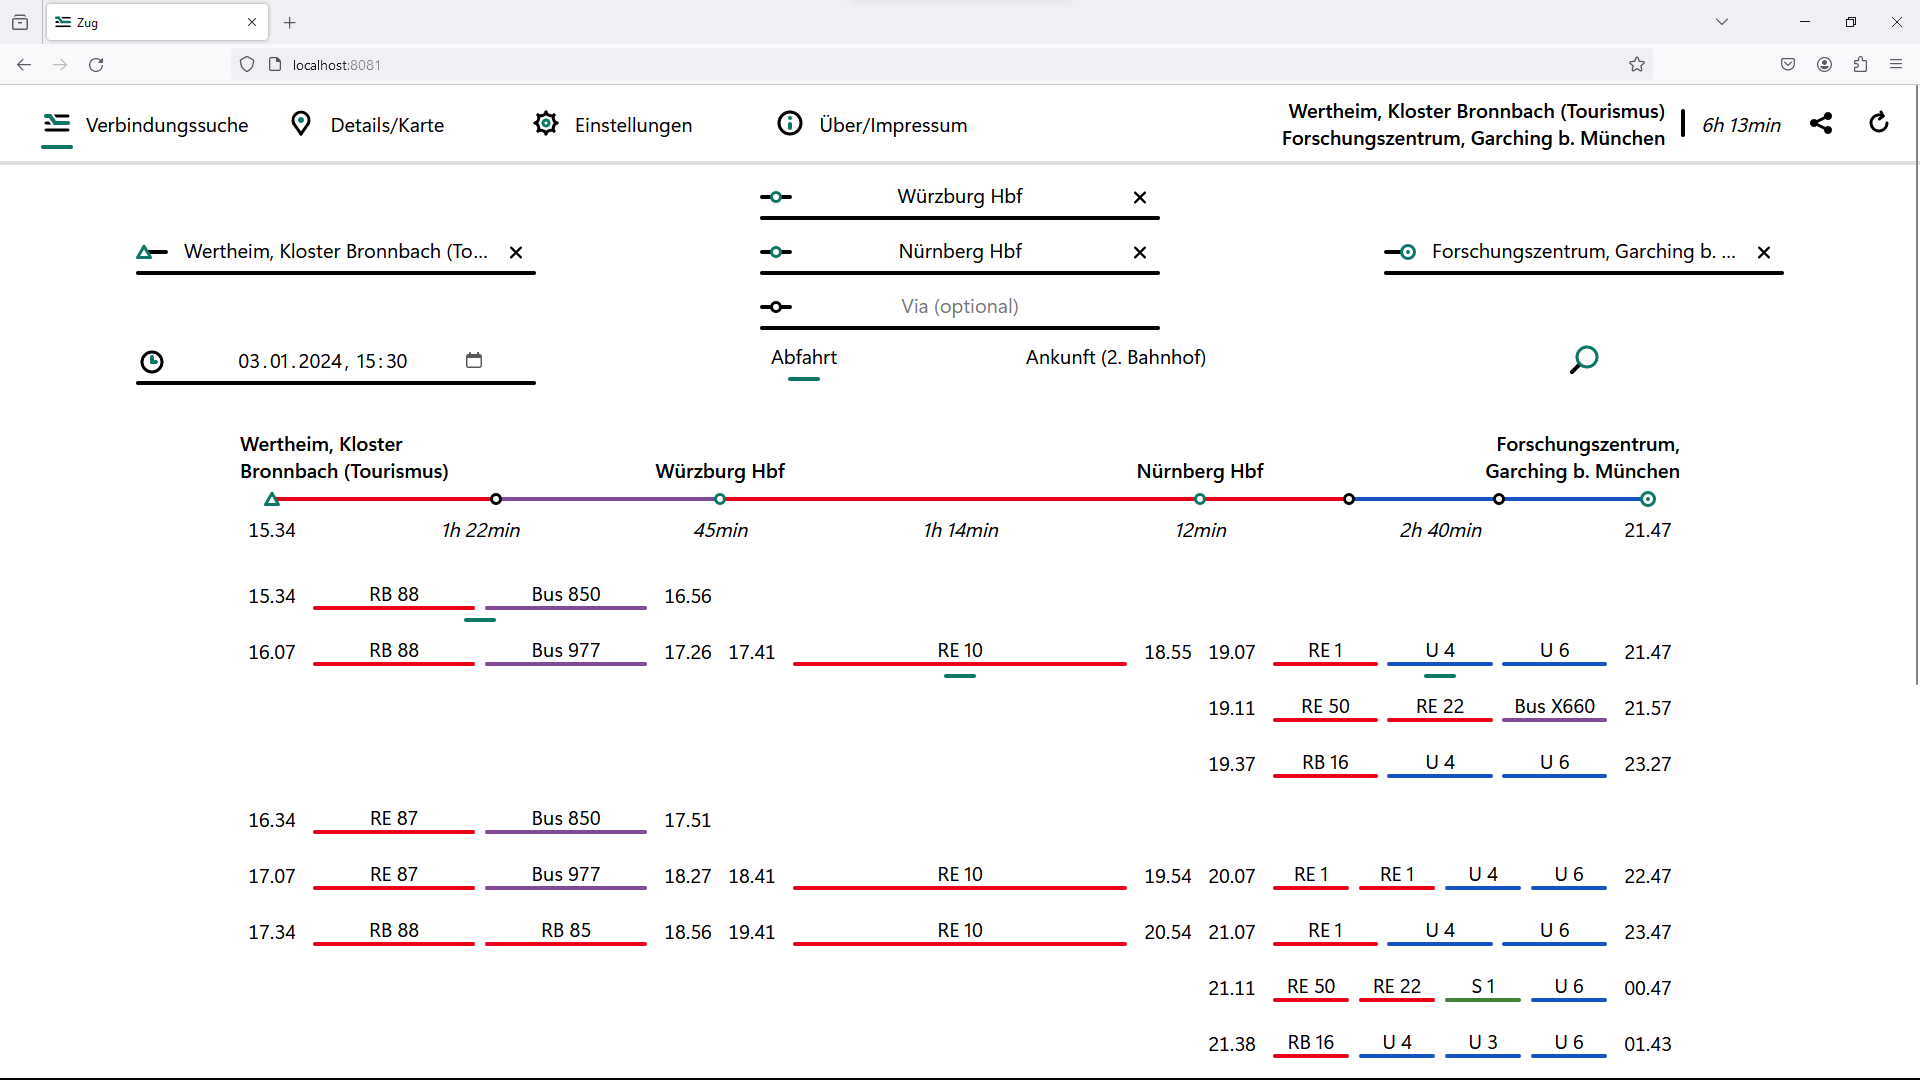 Zug
localhost:8081
Verbindungssuche
Details/Karte
Einstellungen
Über/Impressum
Wertheim, Kloster Bronnbach (Tourismus)
Forschungszentrum, Garching b. München
6h 13min
Würzburg Hbf
Wertheim, Kloster Bronnbach (To...
Nürnberg Hbf
Forschungszentrum, Garching b. ...
Via (optional)
03.01.2024, 15:30
Abfahrt
Ankunft (2. Bahnhof)
Wertheim, Kloster
Bronnbach (Tourismus)
Würzburg Hbf
Nürnberg Hbf
Forschungszentrum,
Garching b. München
15.34 1h 22min 45min 1h 14min 12min 2h 40min 21.47
15.34 RB 88 Bus 850 16.56
16.07 RB 88 Bus 977 17.26 17.41 RE 10 18.55 19.07 RE 1 U 4 U 6 21.47
19.11 RE 50 RE 22 Bus X660 21.57
19.37 RB 16 U 4 U 6 23.27
16.34 RE 87 Bus 850 17.51
17.07 RE 87 Bus 977 18.27 18.41 RE 10 19.54 20.07 RE 1 RE 1 U 4 U 6 22.47
17.34 RB 88 RB 85 18.56 19.41 RE 10 20.54 21.07 RE 1 U 4 U 6 23.47
21.11 RE 50 RE 22 S 1 U 6 00.47
21.38 RB 16 U 4 U 3 U 6 01.43